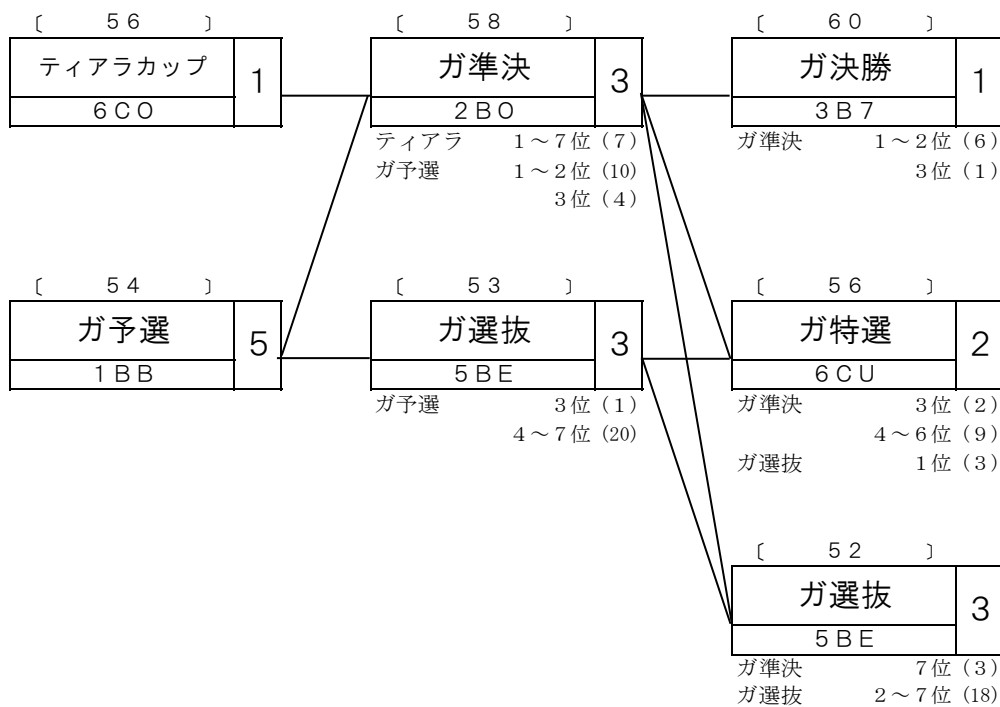 〔　５６　〕　〔　５８　〕　〔　６０　〕
ティアラカップ　1　ガ準決　3　ガ決勝　1
６ＣＯ　２ＢＯ　３Ｂ７
ティアラ　１～７位（７）　ガ準決　１～２位（６）
ガ予選　１～２位（10）　３位（１）
３位（４）
〔　５４　〕　〔　５３　〕　〔　５６　〕
ガ予選　5　ガ選抜　3　ガ特選　2
１ＢＢ　５ＢＥ　６ＣＵ
ガ予選　３位（１）　ガ準決　３位（２）
４～７位（20）　４～６位（９）
ガ選抜　１位（３）
〔　５２　〕
ガ選抜　3
５ＢＥ
ガ準決　７位（３）
ガ選抜　２～７位（18）